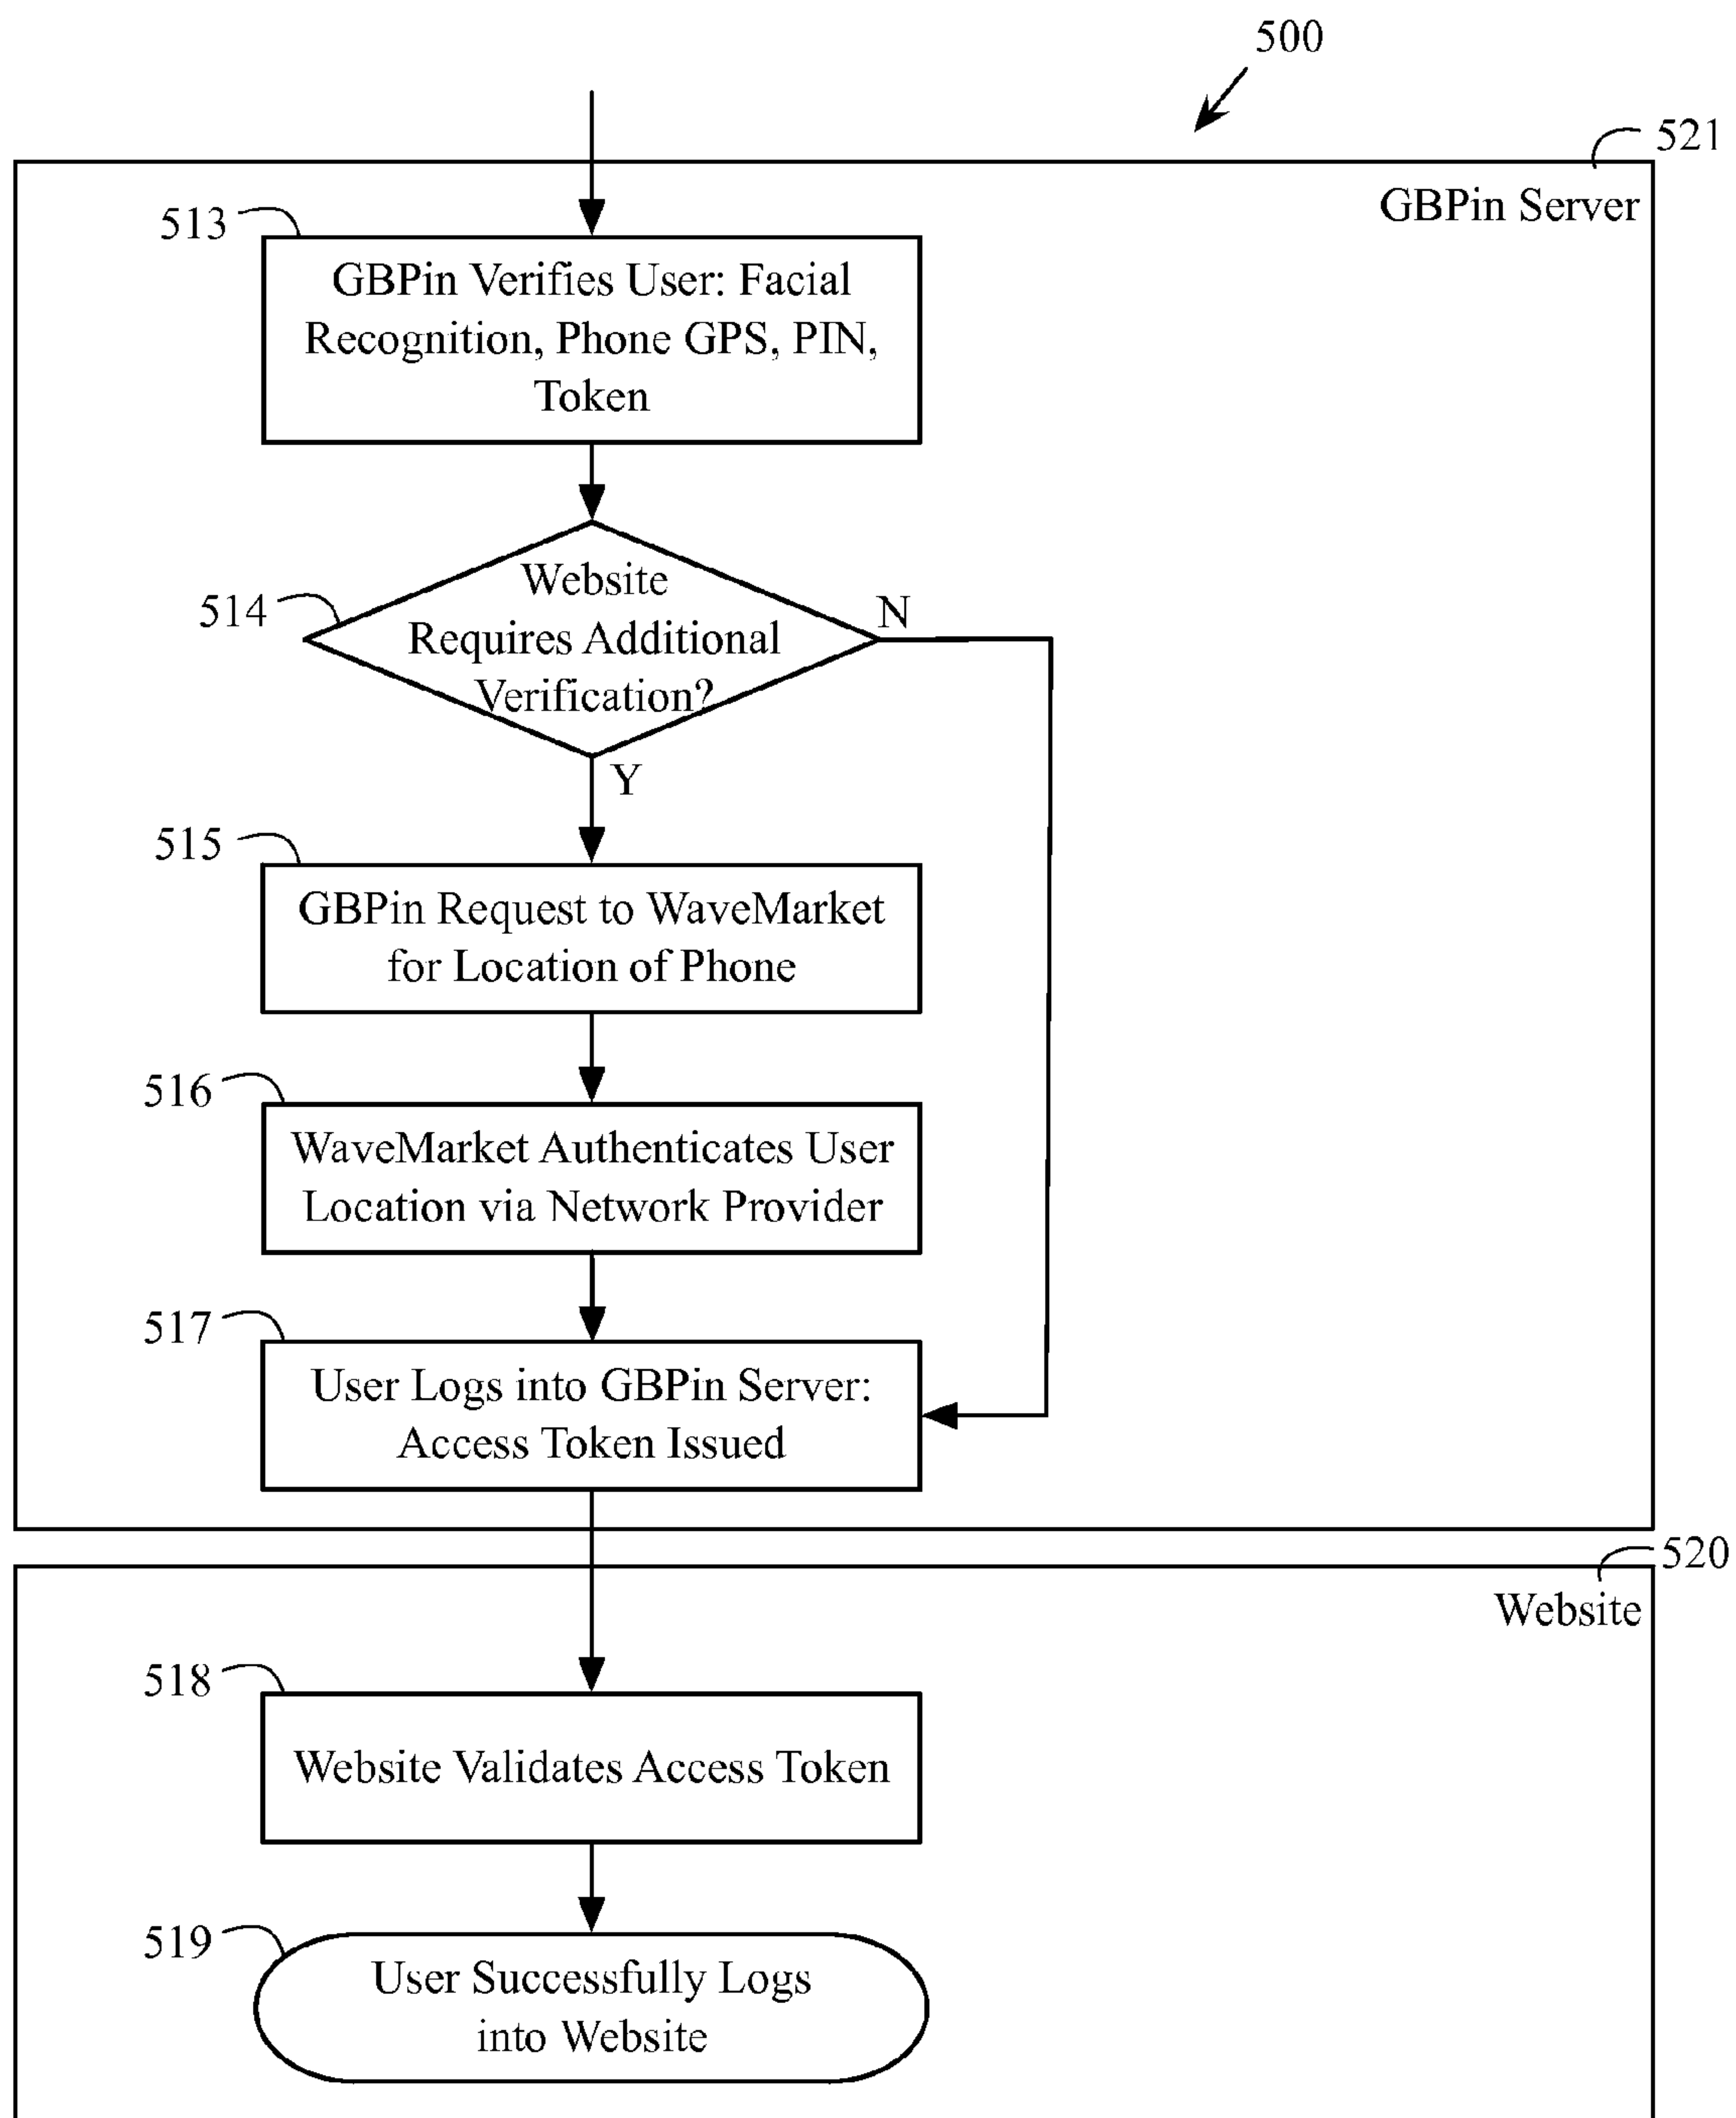 500
521
GBPin Server
513
GBPin Verifies User: Facial
Recognition, Phone GPS, PIN,
Token
514
Website
Requires Additional
Verification?
N
Y
515
GBPin Request to WaveMarket
for Location of Phone
516
WaveMarket Authenticates User
Location via Network Provider
517
User Logs into GBPin Server:
Access Token Issued
520
Website
518
Website Validates Access Token
519
User Successfully Logs
into Website